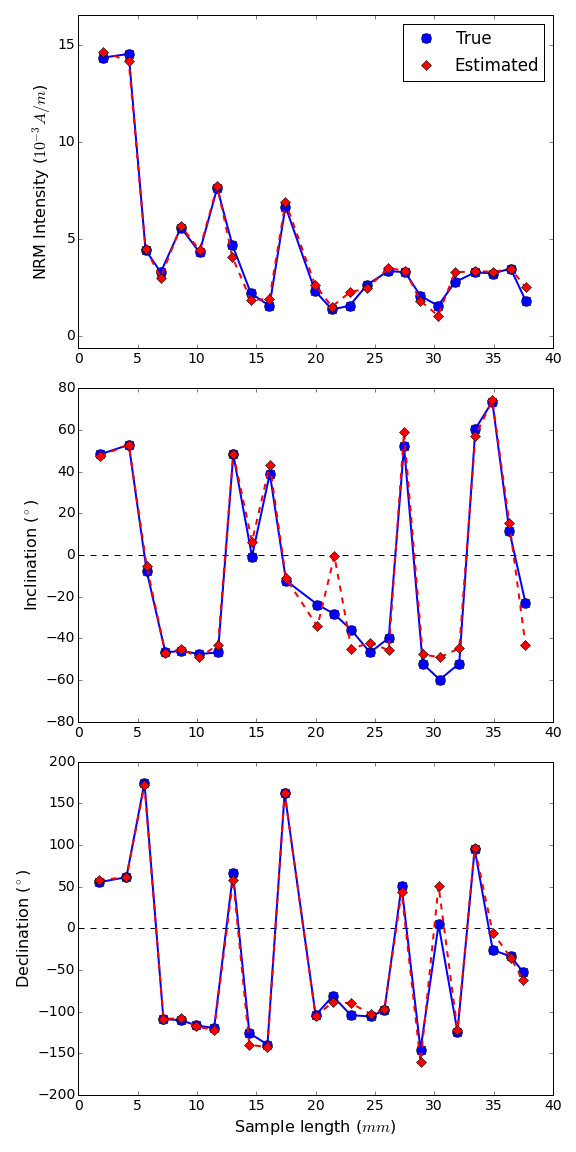 True
Estimated
NRM Intensity (10⁻³ A/m)
15
10
5
0
0 5 10 15 20 25 30 35 40
Inclination (°)
80
60
40
20
0
−20
−40
−60
−80
0 5 10 15 20 25 30 35 40
Declination (°)
200
150
100
50
0
−50
−100
−150
−200
0 5 10 15 20 25 30 35 40
Sample length (mm)